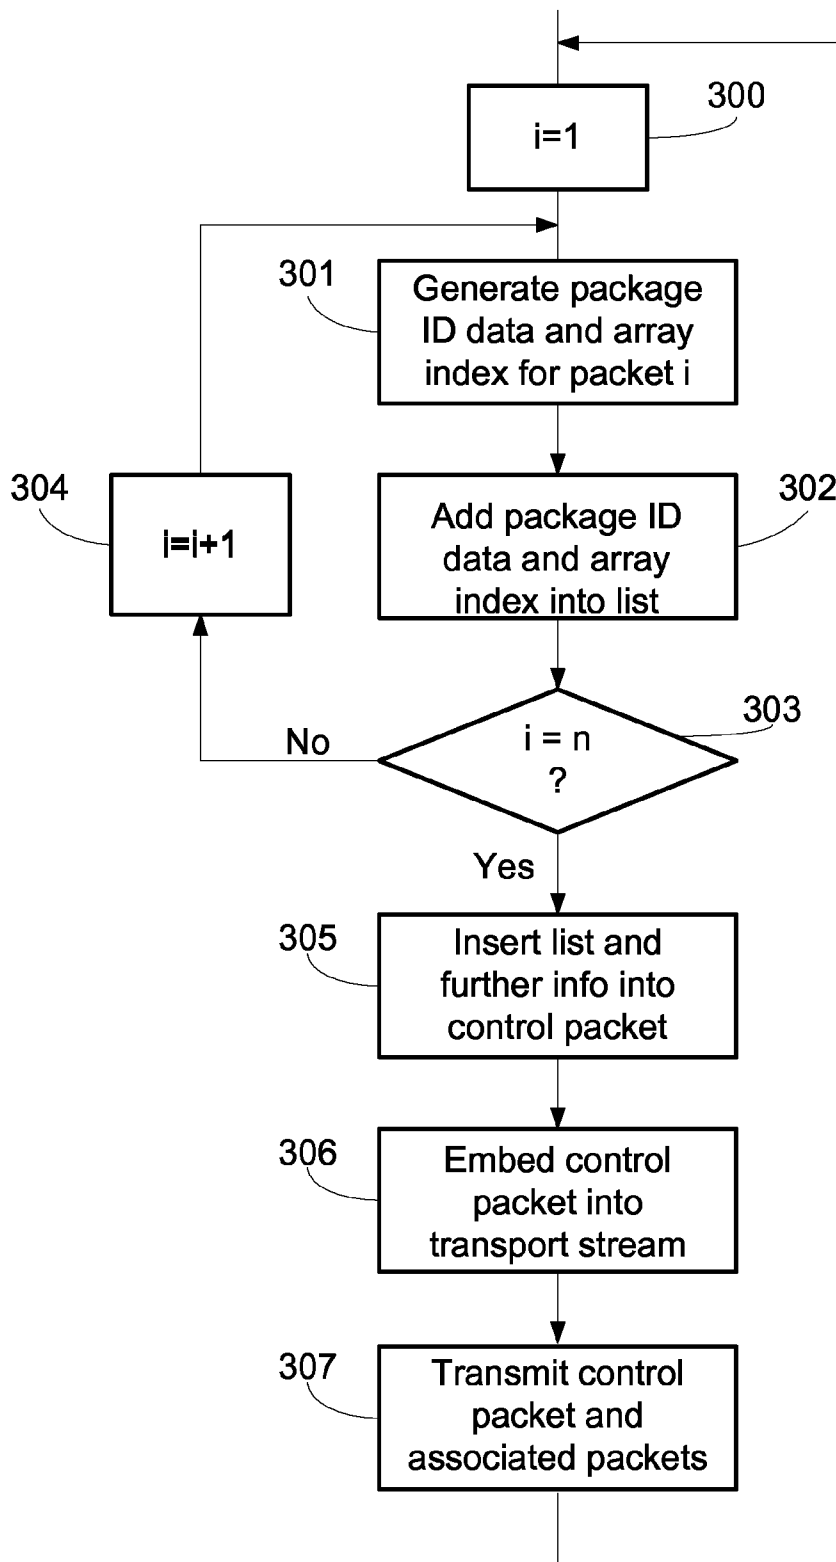 300
i=1
301
Generate package
ID data and array
index for packet i
304
i=i+1
302
Add package ID
data and array
index into list
303
i = n
?
No
Yes
305
Insert list and
further info into
control packet
306
Embed control
packet into
transport stream
307
Transmit control
packet and
associated packets